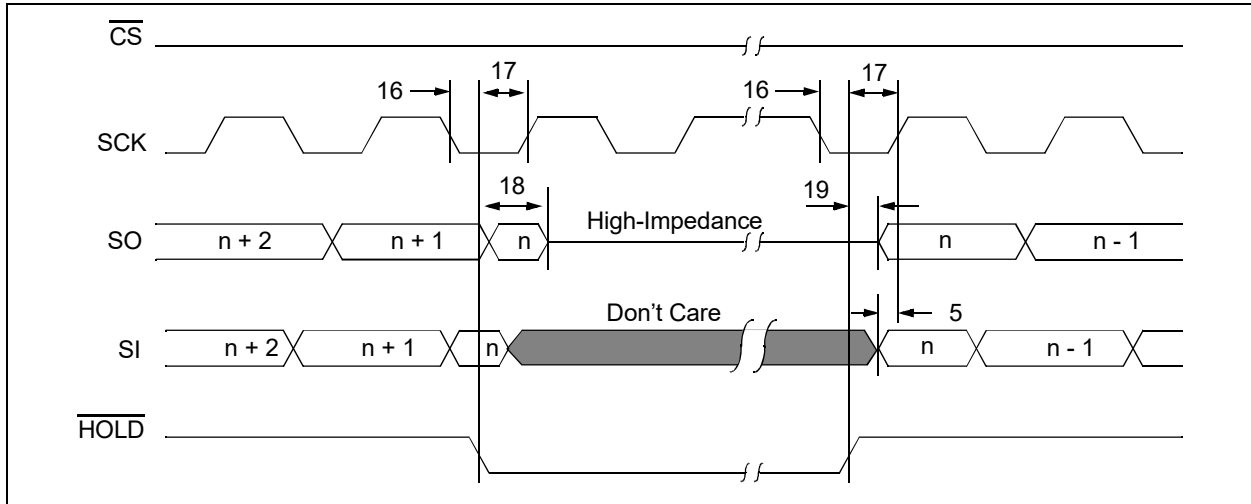 CS
16 17 16 17
SCK
18 19
SO n + 2 n + 1 n High-Impedance n n - 1
Don't Care 5
SI n + 2 n + 1 n n n - 1
HOLD